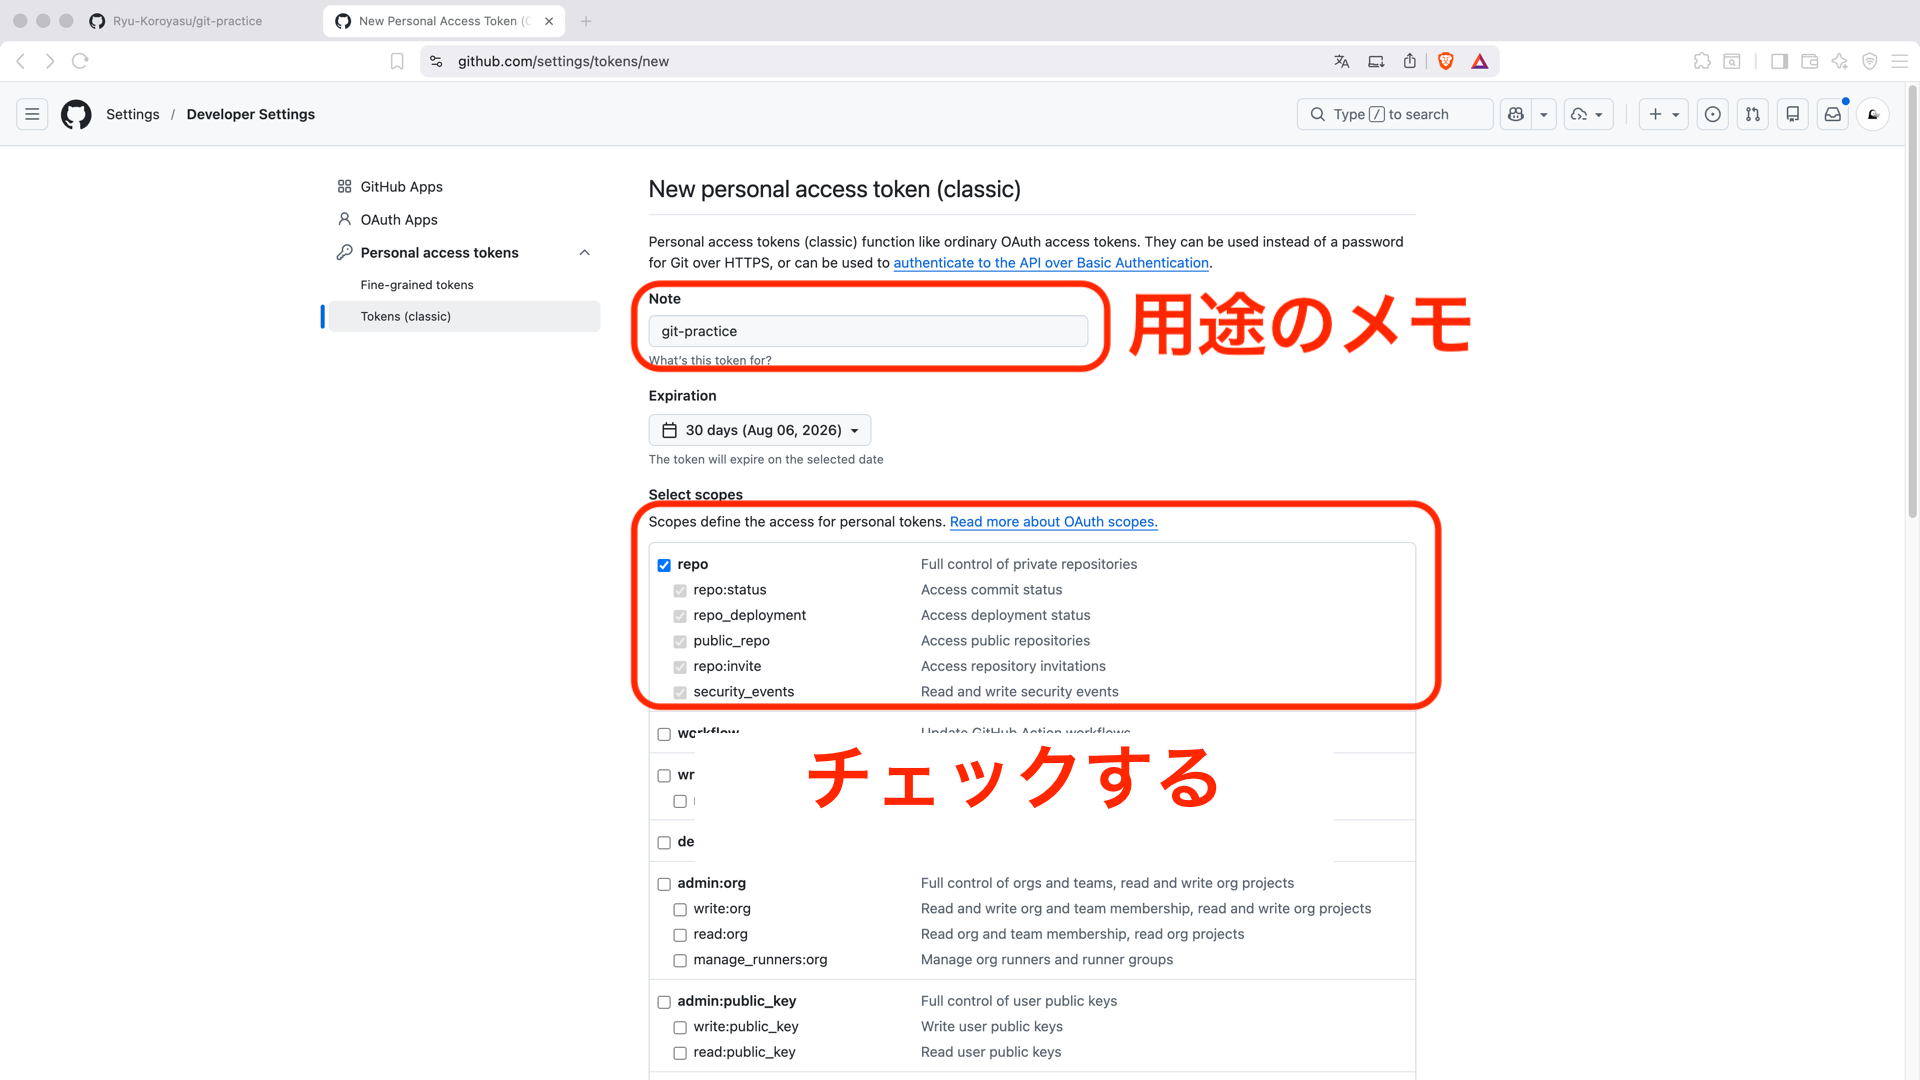 Ryu-Koroyasu/git-practice
New Personal Access Token (C
github.com/settings/tokens/new
Settings / Developer Settings
Type / to search
GitHub Apps
OAuth Apps
Personal access tokens
Fine-grained tokens
Tokens (classic)
New personal access token (classic)
Personal access tokens (classic) function like ordinary OAuth access tokens. They can be used instead of a password
for Git over HTTPS, or can be used to authenticate to the API over Basic Authentication.
Note
git-practice
What's this token for?
用途のメモ
Expiration
30 days (Aug 06, 2026)
The token will expire on the selected date
Select scopes
Scopes define the access for personal tokens. Read more about OAuth scopes.
repo Full control of private repositories
repo:status Access commit status
repo_deployment Access deployment status
public_repo Access public repositories
repo:invite Access repository invitations
security_events Read and write security events
workflow Update GitHub Action workflows
wr
チェックする
de
admin:org Full control of orgs and teams, read and write org projects
write:org Read and write org and team membership, read and write org projects
read:org Read org and team membership, read org projects
manage_runners:org Manage org runners and runner groups
admin:public_key Full control of user public keys
write:public_key Write user public keys
read:public_key Read user public keys